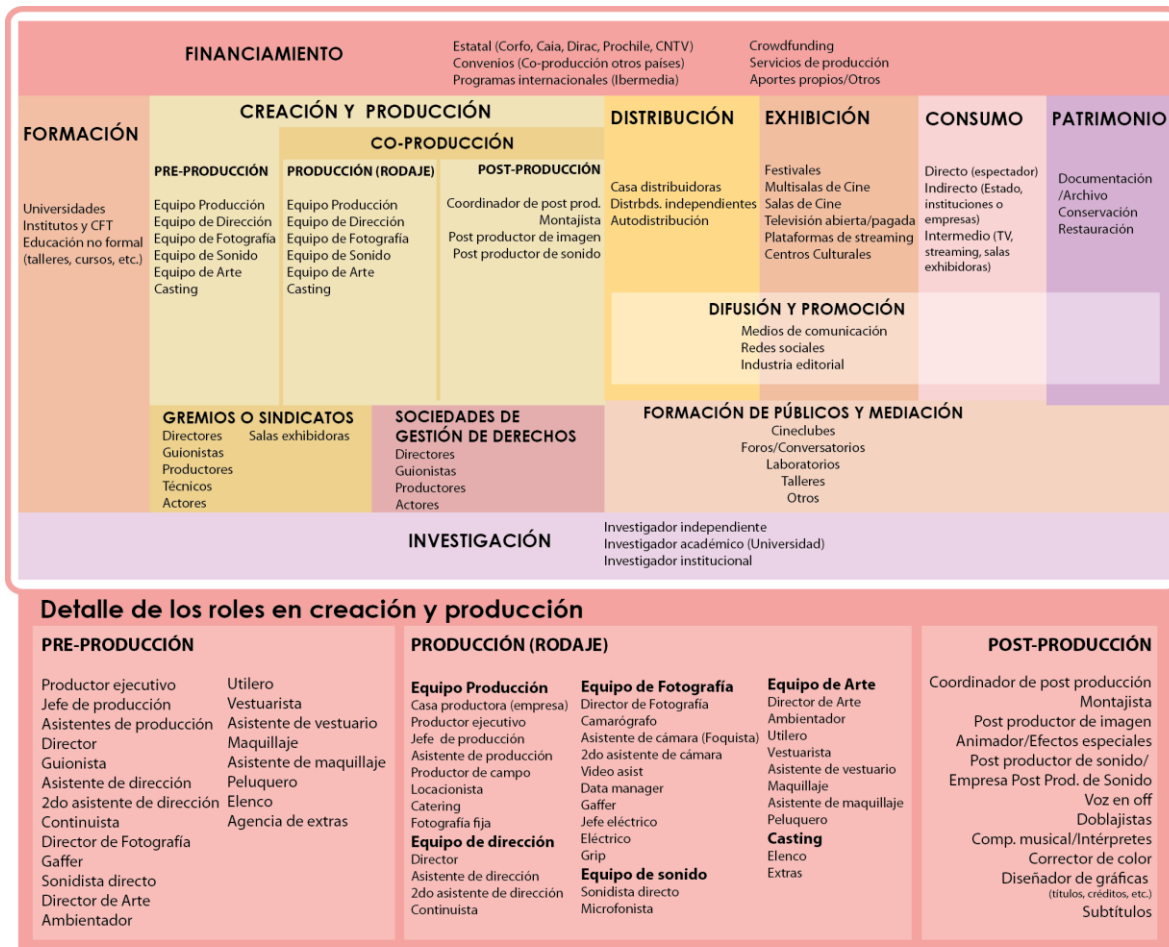 FINANCIAMIENTO
Estatal (Corfo, Caia, Dirac, Prochile, CNTV)
Convenios (Co-producción otros países)
Programas internacionales (Ibermedia)
Crowdfunding
Servicios de producción
Aportes propios/Otros
FORMACIÓN
Universidades
Institutos y CFT
Educación no formal
(talleres, cursos, etc.)
CREACIÓN Y PRODUCCIÓN
CO-PRODUCCIÓN
PRE-PRODUCCIÓN
Equipo Producción
Equipo de Dirección
Equipo de Fotografía
Equipo de Sonido
Equipo de Arte
Casting
PRODUCCIÓN (RODAJE)
Equipo Producción
Equipo de Dirección
Equipo de Fotografía
Equipo de Sonido
Equipo de Arte
Casting
POST-PRODUCCIÓN
Coordinador de post prod.
Montajista
Post productor de imagen
Post productor de sonido
DISTRIBUCIÓN
Casa distribuidoras
Distrbds. independientes
Autodistribución
EXHIBICIÓN
Festivales
Multisalas de Cine
Salas de Cine
Televisión abierta/pagada
Plataformas de streaming
Centros Culturales
CONSUMO
Directo (espectador)
Indirecto (Estado,
instituciones o
empresas)
Intermedio (TV,
streaming, salas
exhibidoras)
PATRIMONIO
Documentación
/Archivo
Conservación
Restauración
DIFUSIÓN Y PROMOCIÓN
Medios de comunicación
Redes sociales
Industria editorial
GREMIOS O SINDICATOS
Directores
Guionistas
Productores
Técnicos
Actores
Salas exhibidoras
SOCIEDADES DE
GESTIÓN DE DERECHOS
Directores
Guionistas
Productores
Actores
FORMACIÓN DE PÚBLICOS Y MEDIACIÓN
Cineclubes
Foros/Conversatorios
Laboratorios
Talleres
Otros
INVESTIGACIÓN
Investigador independiente
Investigador académico (Universidad)
Investigador institucional
Detalle de los roles en creación y producción
PRE-PRODUCCIÓN
Productor ejecutivo
Jefe de producción
Asistentes de producción
Director
Guionista
Asistente de dirección
2do asistente de dirección
Continuista
Director de Fotografía
Gaffer
Sonidista directo
Director de Arte
Ambientador
Utilero
Vestuarista
Asistente de vestuario
Maquillaje
Asistente de maquillaje
Peluquero
Elenco
Agencia de extras
PRODUCCIÓN (RODAJE)
Equipo Producción
Casa productora (empresa)
Productor ejecutivo
Jefe de producción
Asistente de producción
Productor de campo
Locacionista
Catering
Fotografía fija
Equipo de dirección
Director
Asistente de dirección
2do asistente de dirección
Continuista
Equipo de Fotografía
Director de Fotografía
Camarógrafo
Asistente de cámara (Foquista)
2do asistente de cámara
Video asist
Data manager
Gaffer
Jefe eléctrico
Eléctrico
Grip
Equipo de sonido
Sonidista directo
Microfonista
Equipo de Arte
Director de Arte
Ambientador
Utilero
Vestuarista
Asistente de vestuario
Maquillaje
Asistente de maquillaje
Peluquero
Casting
Elenco
Extras
POST-PRODUCCIÓN
Coordinador de post producción
Montajista
Post productor de imagen
Animador/Efectos especiales
Post productor de sonido/
Empresa Post Prod. de Sonido
Voz en off
Doblajistas
Comp. musical/Intérpretes
Corrector de color
Diseñador de gráficas
(títulos, créditos, etc.)
Subtítulos